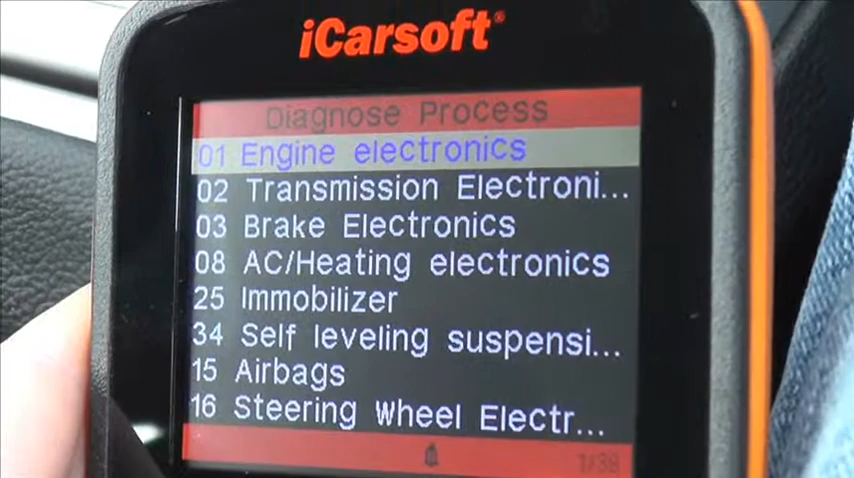 iCarsoft®
Diagnose Process
01 Engine electronics
02 Transmission Electroni...
03 Brake Electronics
08 AC/Heating electronics
25 Immobilizer
34 Self leveling suspensi...
15 Airbags
16 Steering Wheel Electr...
1/38